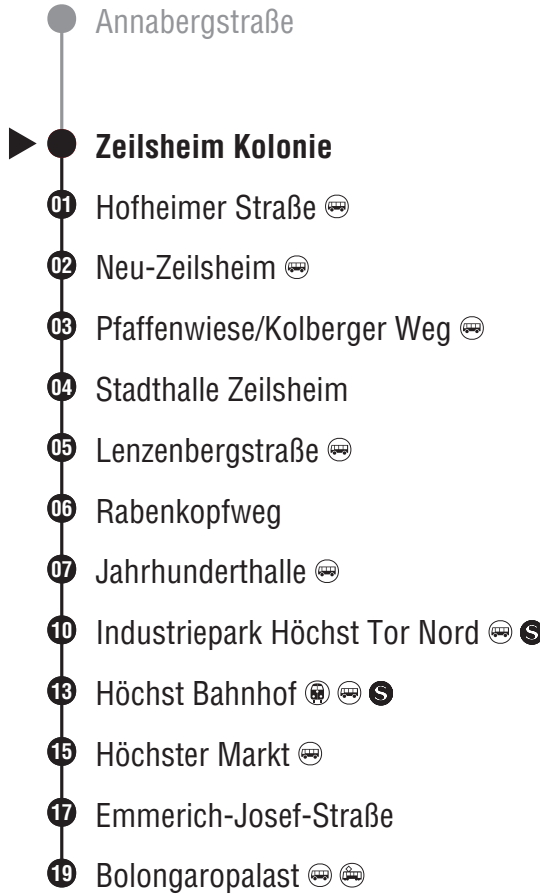 Annabergstraße
Zeilsheim Kolonie
01 Hofheimer Straße
02 Neu-Zeilsheim
03 Pfaffenwiese/Kolberger Weg
04 Stadthalle Zeilsheim
05 Lenzenbergstraße
06 Rabenkopfweg
07 Jahrhunderthalle
10 Industriepark Höchst Tor Nord S
13 Höchst Bahnhof S
15 Höchster Markt
17 Emmerich-Josef-Straße
19 Bolongaropalast